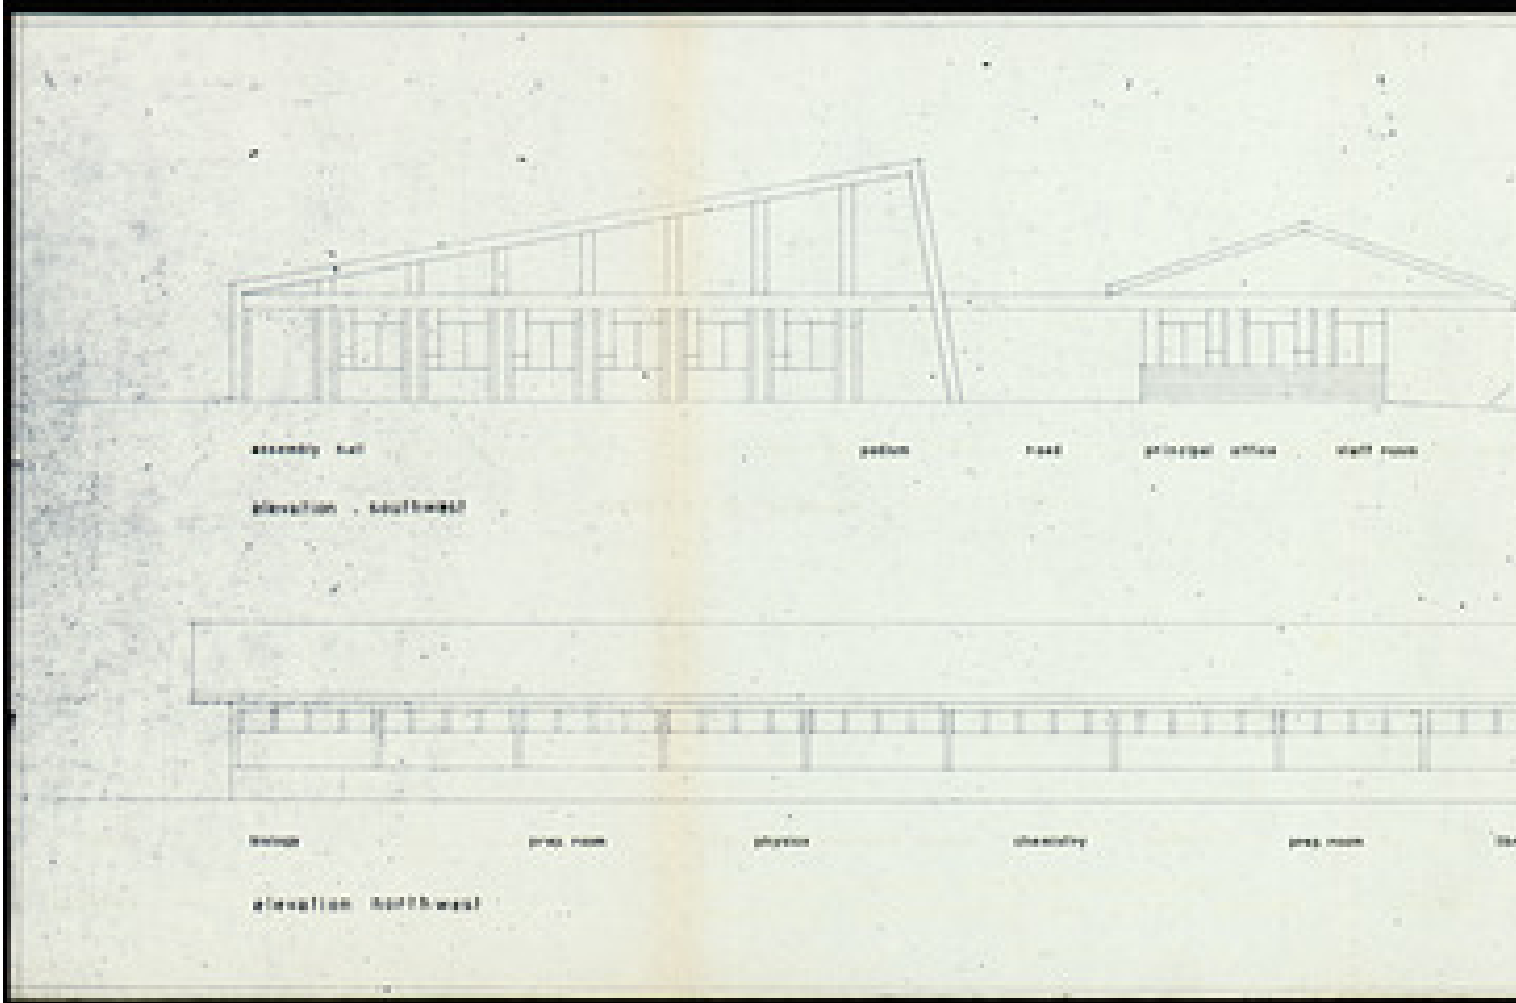 assembly hall podium road principal office staff room
elevation . southwest
biology prep. room physics chemistry prep. room
elevation northwest